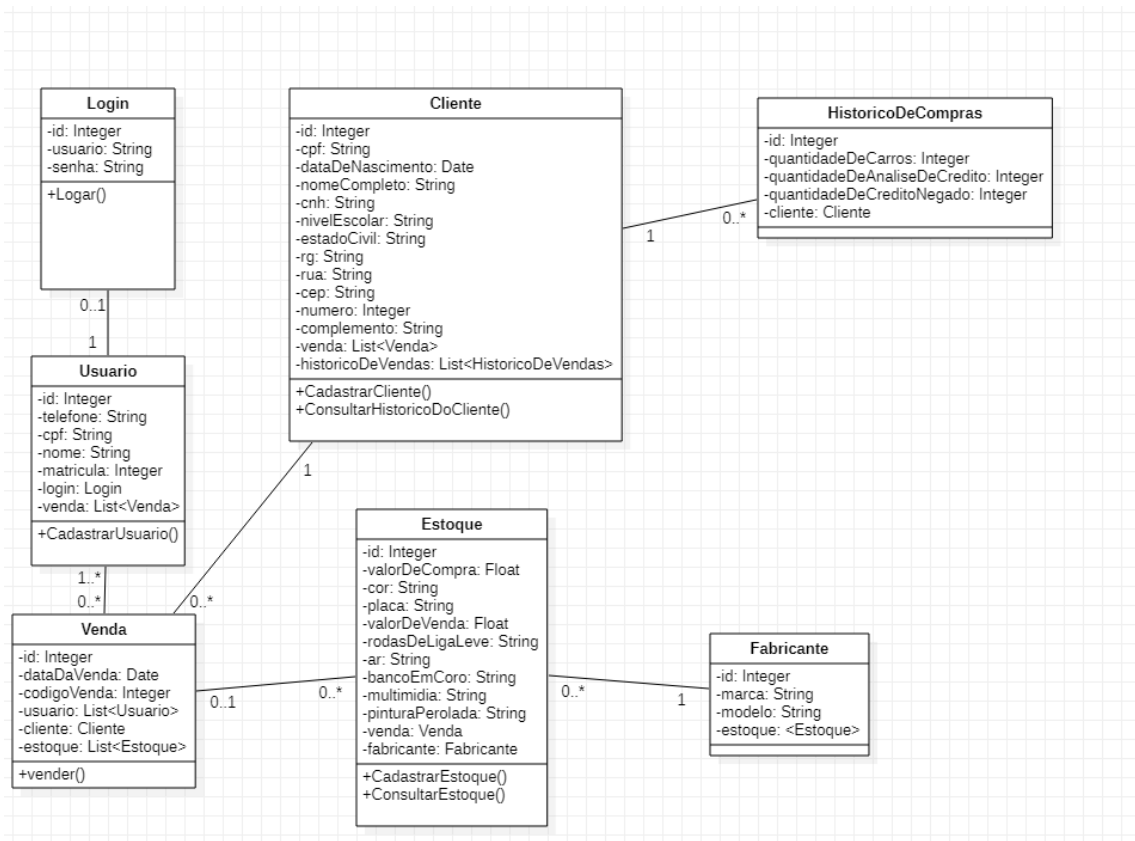 Login
-id: Integer
-usuario: String
-senha: String
+Logar()
0..1
1
Usuario
-id: Integer
-telefone: String
-cpf: String
-nome: String
-matricula: Integer
-login: Login
-venda: List<Venda>
+CadastrarUsuario()
1..*
0..*
Venda
-id: Integer
-dataDaVenda: Date
-codigoVenda: Integer
-usuario: List<Usuario>
-cliente: Cliente
-estoque: List<Estoque>
+vender()
Cliente
-id: Integer
-cpf: String
-dataDeNascimento: Date
-nomeCompleto: String
-cnh: String
-nivelEscolar: String
-estadoCivil: String
-rg: String
-rua: String
-cep: String
-numero: Integer
-complemento: String
-venda: List<Venda>
-historicoDeVendas: List<HistoricoDeVendas>
+CadastrarCliente()
+ConsultarHistoricoDoCliente()
1
0..*
1
0..*
HistoricoDeCompras
-id: Integer
-quantidadeDeCarros: Integer
-quantidadeDeAnaliseDeCredito: Integer
-quantidadeDeCreditoNegado: Integer
-cliente: Cliente
0..1
0..*
Estoque
-id: Integer
-valorDeCompra: Float
-cor: String
-placa: String
-valorDeVenda: Float
-rodasDeLigaLeve: String
-ar: String
-bancoEmCoro: String
-multimidia: String
-pinturaPerolada: String
-venda: Venda
-fabricante: Fabricante
+CadastrarEstoque()
+ConsultarEstoque()
0..*
1
Fabricante
-id: Integer
-marca: String
-modelo: String
-estoque: <Estoque>